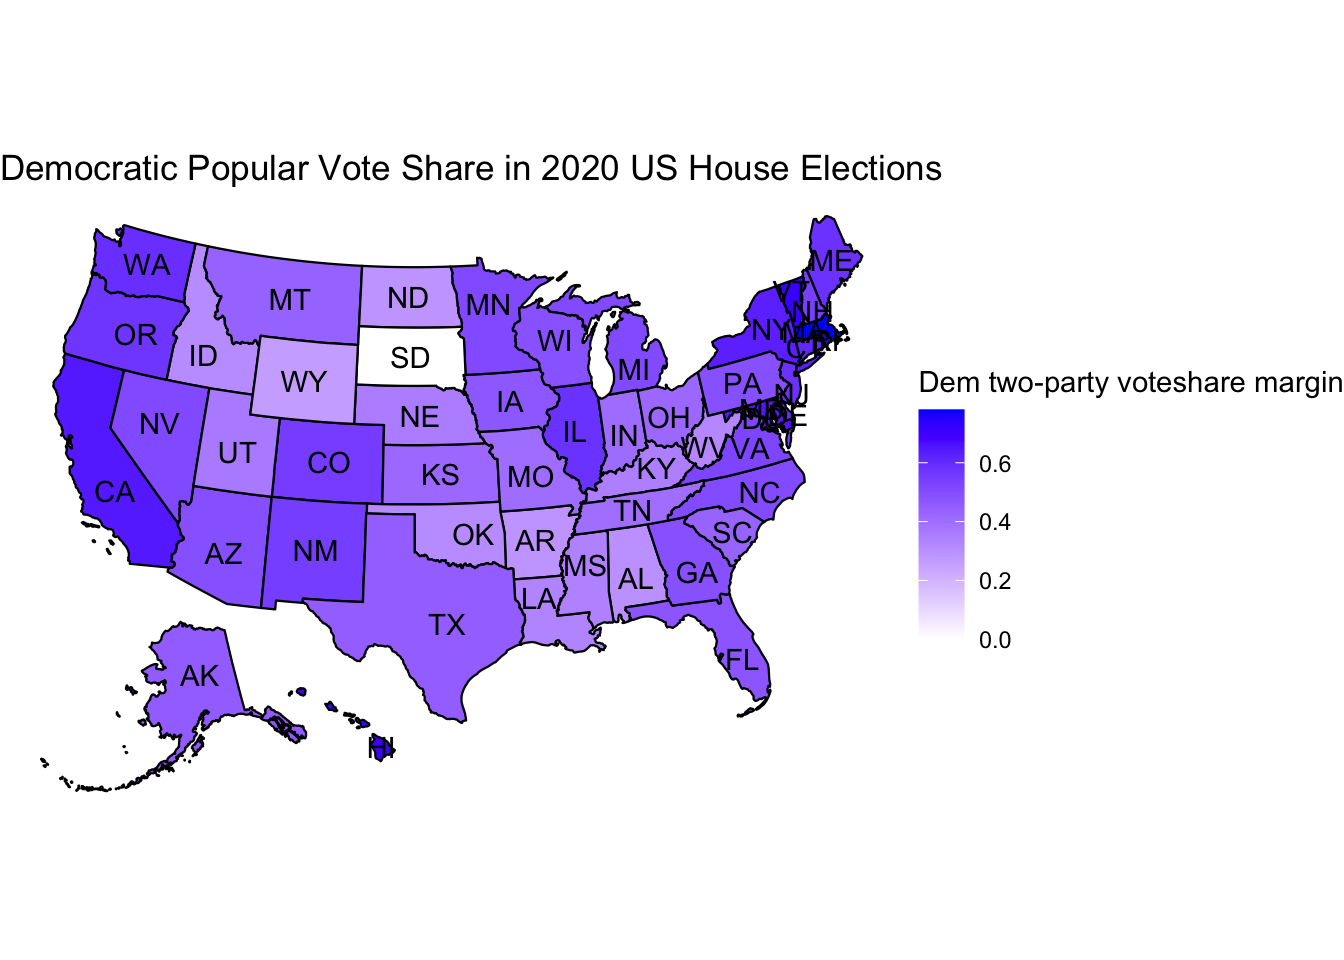 Democratic Popular Vote Share in 2020 US House Elections
WA
ME
MT
ND
MN
VT
NH
OR
NY
MA
ID
SD
WI
MI
CT
RI
WY
PA
Dem two-party voteshare margin
NV
NE
IA
OH
NJ
MD
DE
IL
IN
UT
CO
WV
VA
0.6
KS
MO
KY
CA
NC
TN
0.4
AZ
NM
OK
AR
SC
MS
AL
GA
0.2
LA
TX
0.0
FL
AK
HI